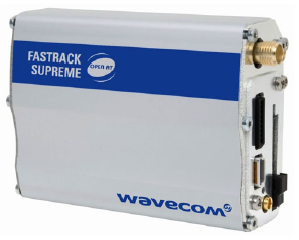 FASTRACK
SUPREME
OPEN AT
wavecom